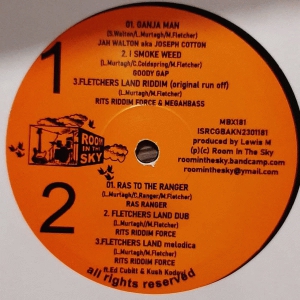 1
01. GANJA MAN
(S.Walton/L.Murtagh/M.Fletcher)
JAH WALTON aka JOSEPH COTTON
2 I SMOKE WEED
(L.Murtagh/C.Coldspring/M.Fletcher)
GOODY GAP
3.FLETCHERS LAND RIDDIM (original run off)
(L.Murtagh/M.Fletcher)
RITS RIDDIM FORCE & MEGAHBASS
ROOM
IN THE
SKY
MBX181
ISRCGBAKN2301181
produced by Lewis M
(p)(c) Room In The Sky
roominthesky.bandcamp.com
roominthesky@ymail.com
2
01. RAS TO THE RANGER
(L.Murtagh/C.Ranger/M.Fletcher)
RAS RANGER
2. FLETCHERS LAND DUB
(L.Murtagh//M.Fletcher)
RITS RIDDIM FORCE
3.FLETCHERS LAND melodica
(L.Murtagh/M.Fletcher)
RITS RIDDIM FORCE
ft.Ed Cubitt & Kush
all rights reserved